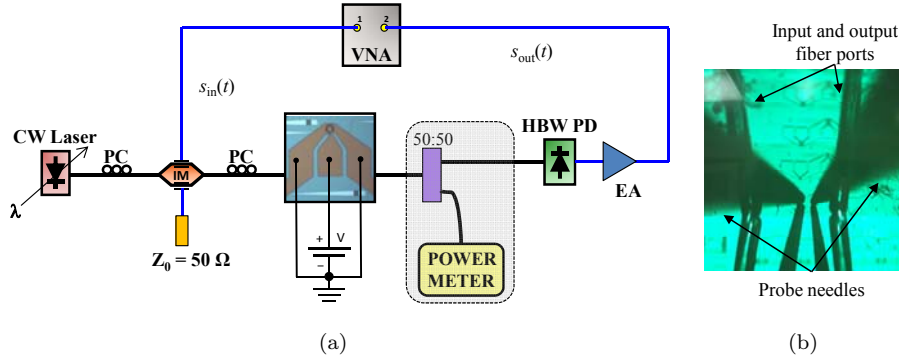 1 2
VNA
s_in(t)
s_out(t)
CW Laser
PC
IM
PC
λ
Z₀ = 50 Ω
+ V
−
50:50
POWER
METER
HBW PD
EA
(a)
Input and output
fiber ports
Probe needles
(b)